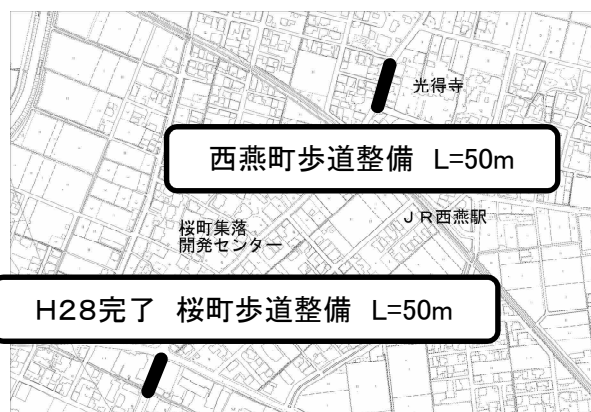 光得寺
西燕町歩道整備 L=50m
ＪＲ西燕駅
桜町集落
開発センター
H28完了 桜町歩道整備 L=50m